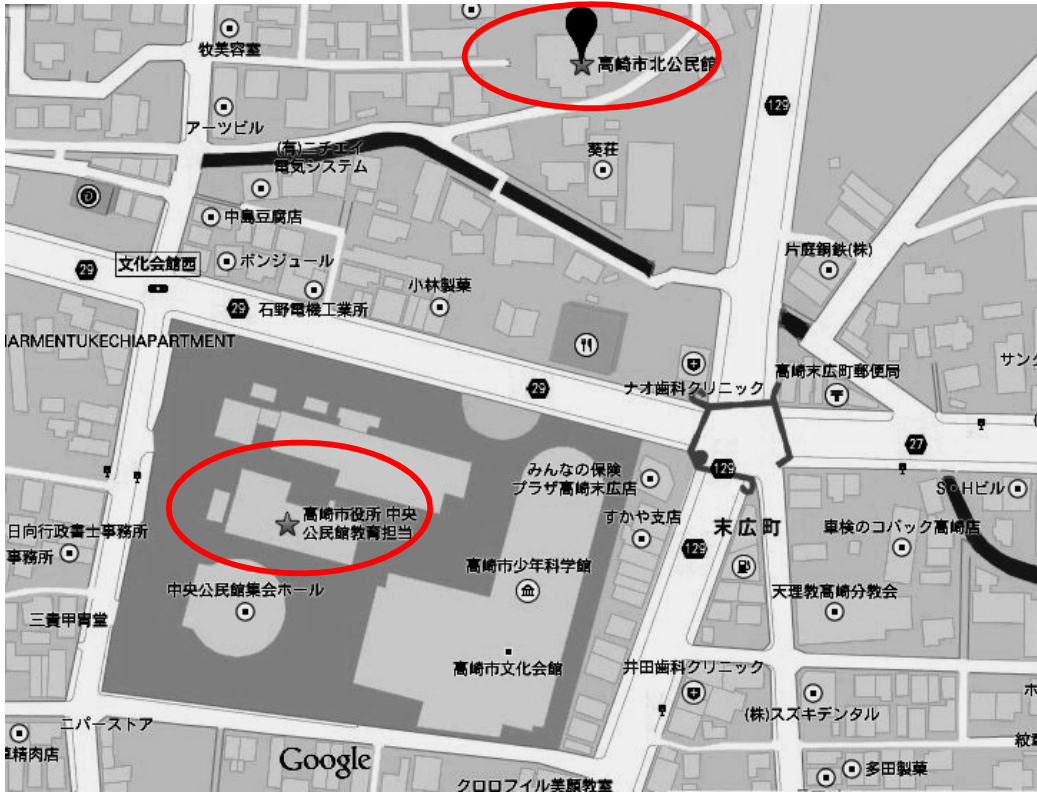 高崎市北公民館
牧美容室
129
アーツビル
(有)ニチエイ
電気システム
葵荘
中島豆腐店
片庭鋼鉄(株)
文化会館西
ボンジュール
29
小林製菓
29
石野電機工業所
HARMENTUKECHIAPARTMENT
サンク
高崎末広町郵便局
29
ナオ歯科クリニック
27
みんなの保険
プラザ高崎末広店
129
S・Hビル
高崎市役所 中央
公民館教育担当
すかや支店
末広町
車検のコバック高崎店
日向行政書士事務所
事務所
129
高崎市少年科学館
中央公民館集会ホール
天理教高崎分教会
三貴甲冑堂
高崎市文化会館
井田歯科クリニック
ホ
ニパーストア
(株)スズキデンタル
紋章
精肉店
Google
多田製菓
クロロフイル美顔教室